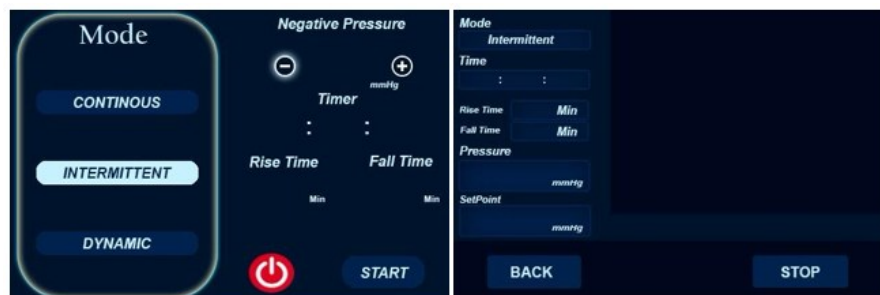 Mode
CONTINOUS
INTERMITTENT
DYNAMIC
Negative Pressure
mmHg
Timer
: :
Rise Time Fall Time
Min Min
START
Mode
Intermittent
Time
: :
Rise Time Min
Fall Time Min
Pressure
mmHg
SetPoint
mmHg
BACK STOP